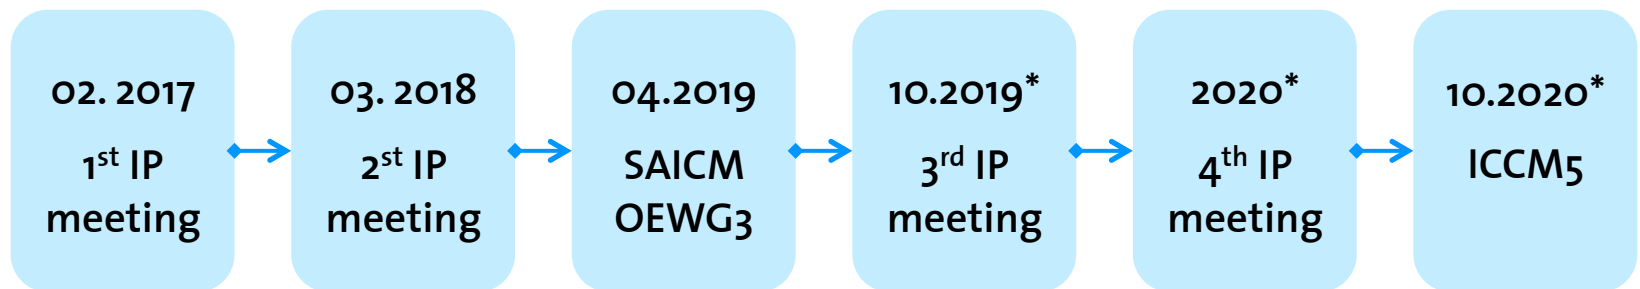 02. 2017
1st IP
meeting
03. 2018
2st IP
meeting
04.2019
SAICM
OEWG3
10.2019*
3rd IP
meeting
2020*
4th IP
meeting
10.2020*
ICCM5